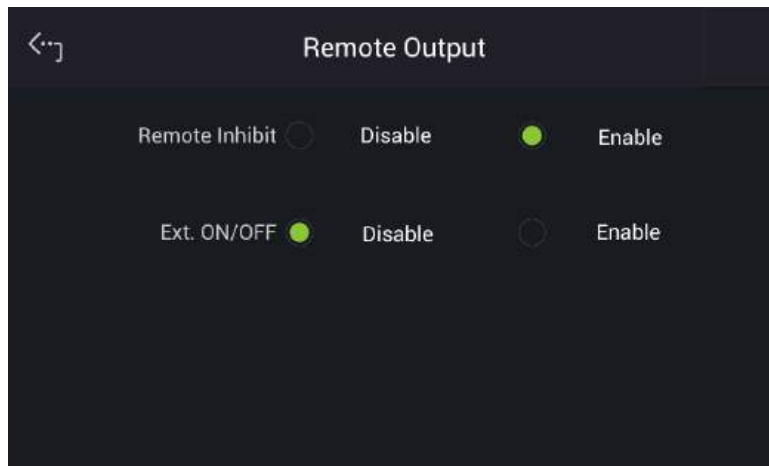 Remote Output
Remote Inhibit Disable Enable
Ext. ON/OFF Disable Enable